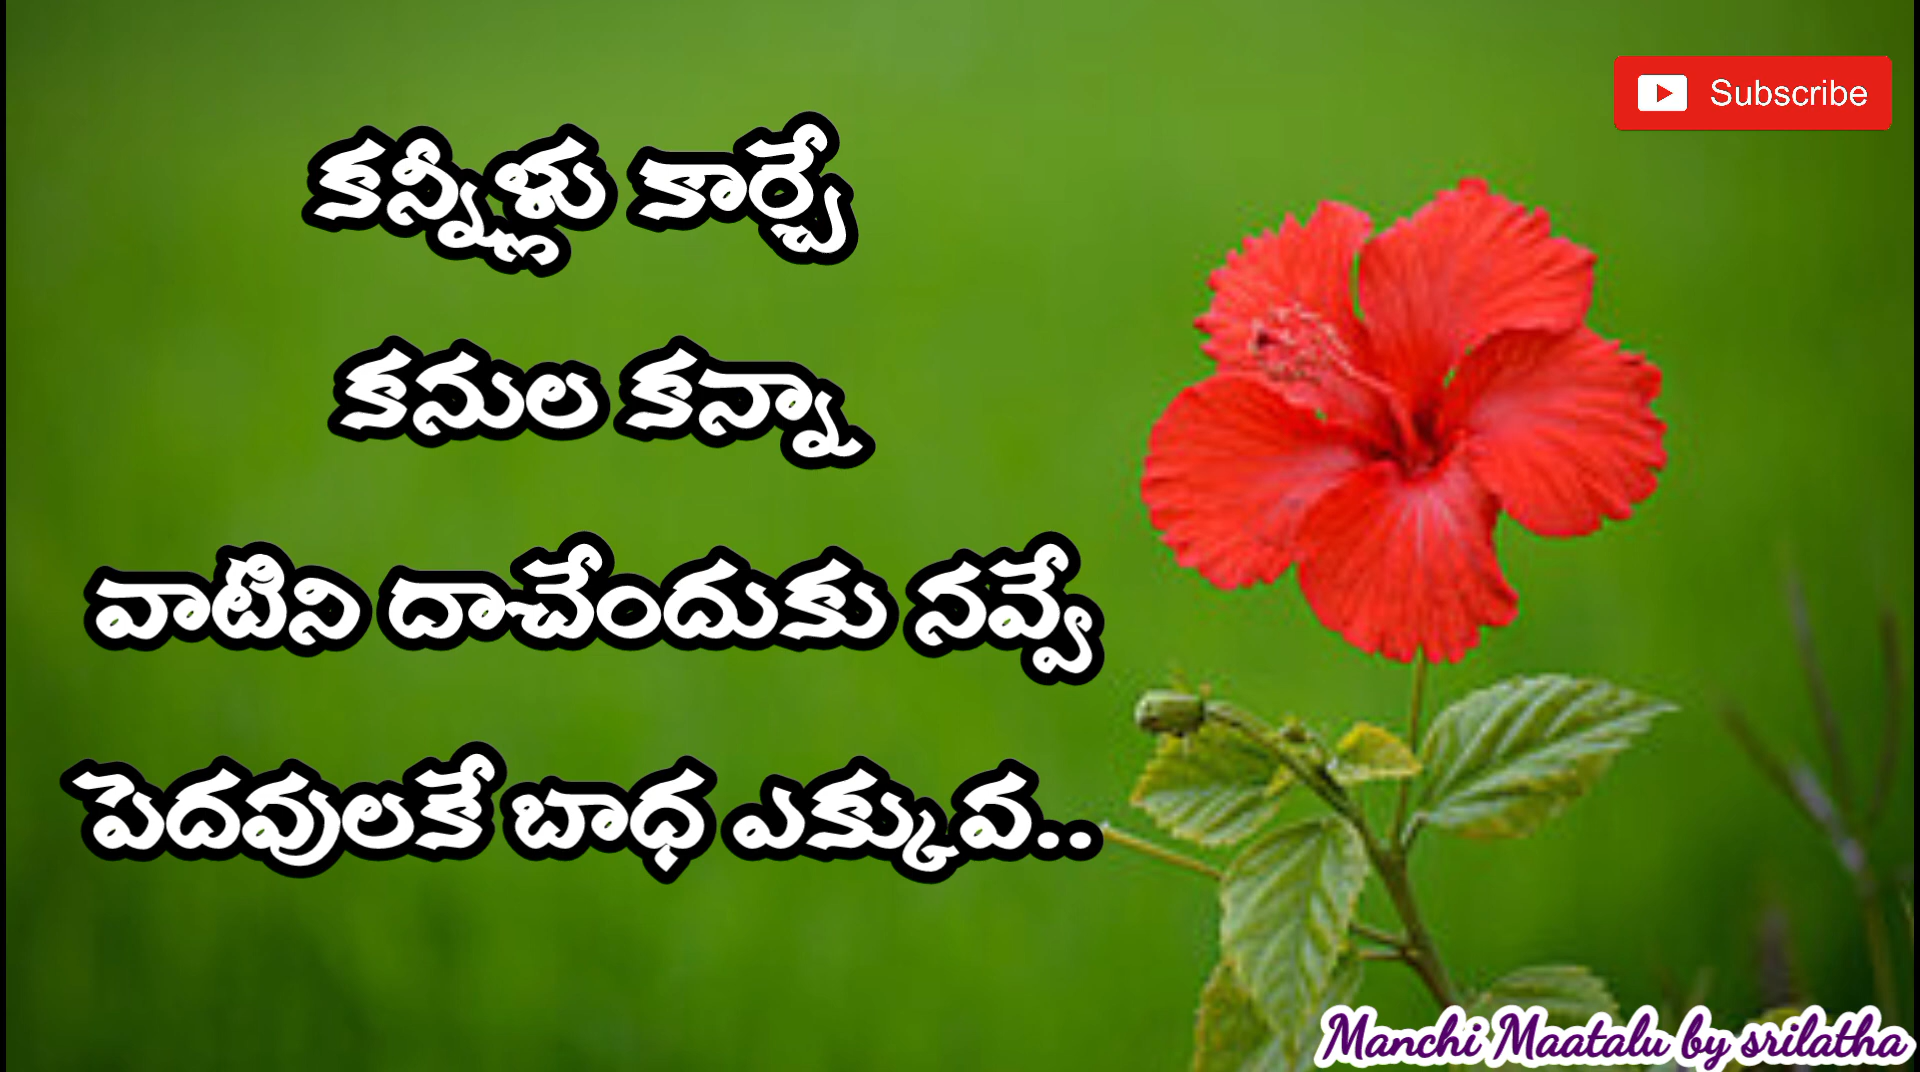 Subscribe
కన్నీళ్లు కార్చే
కనుల కన్నా
వాటిని దాచేందుకు నవ్వే
పెదవులకే బాధ ఎక్కువ..
Manchi Maatalu by srilatha